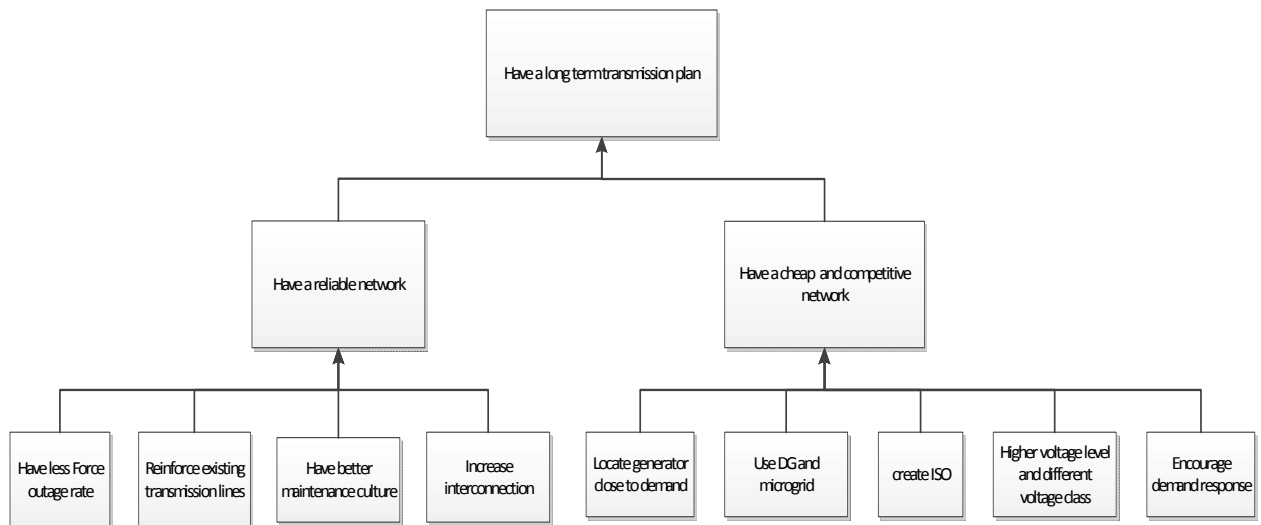 Have a long term transmission plan
Have a reliable network
Have a cheap and competitive
network
Have less Force
outage rate
Reinforce existing
transmission lines
Have better
maintenance culture
Increase
interconnection
Locate generator
close to demand
Use DG and
microgrid
create ISO
Higher voltage level
and different
voltage class
Encourage
demand response